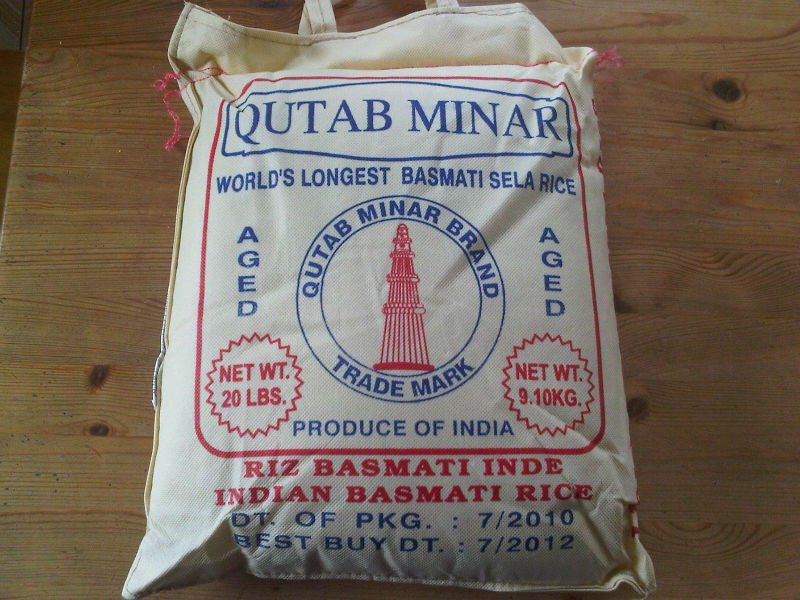 QUTAB MINAR
WORLD'S LONGEST BASMATI SELA RICE
AGED
QUTAB MINAR BRAND
TRADE MARK
AGED
NET WT.
20 LBS.
NET WT.
9.10KG.
PRODUCE OF INDIA
RIZ BASMATI INDE
INDIAN BASMATI RICE
DT. OF PKG. : 7/2010
BEST BUY DT. : 7/2012